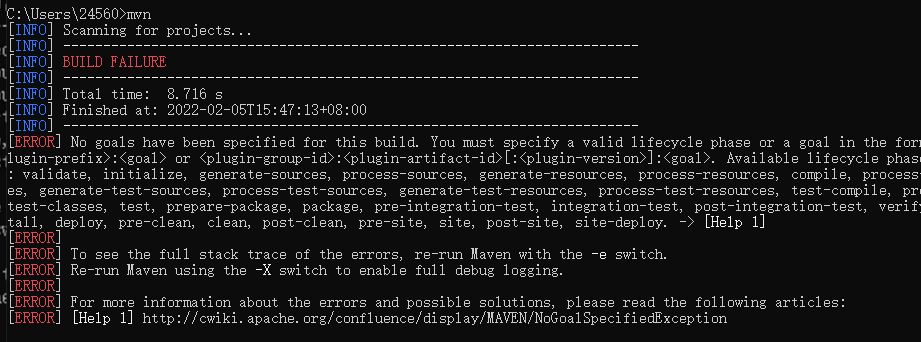 C:\Users\24560>mvn
[INFO] Scanning for projects...
[INFO] ------------------------------------------------------------------------
[INFO] BUILD FAILURE
[INFO] ------------------------------------------------------------------------
[INFO] Total time:  8.716 s
[INFO] Finished at: 2022-02-05T15:47:13+08:00
[INFO] ------------------------------------------------------------------------
[ERROR] No goals have been specified for this build. You must specify a valid lifecycle phase or a goal in the for
lugin-prefix>:<goal> or <plugin-group-id>:<plugin-artifact-id>[:<plugin-version>]:<goal>. Available lifecycle phase
: validate, initialize, generate-sources, process-sources, generate-resources, process-resources, compile, process-
es, generate-test-sources, process-test-sources, generate-test-resources, process-test-resources, test-compile, pro
test-classes, test, prepare-package, package, pre-integration-test, integration-test, post-integration-test, verify
tall, deploy, pre-clean, clean, post-clean, pre-site, site, post-site, site-deploy. -> [Help 1]
[ERROR]
[ERROR] To see the full stack trace of the errors, re-run Maven with the -e switch.
[ERROR] Re-run Maven using the -X switch to enable full debug logging.
[ERROR]
[ERROR] For more information about the errors and possible solutions, please read the following articles:
[ERROR] [Help 1] http://cwiki.apache.org/confluence/display/MAVEN/NoGoalSpecifiedException